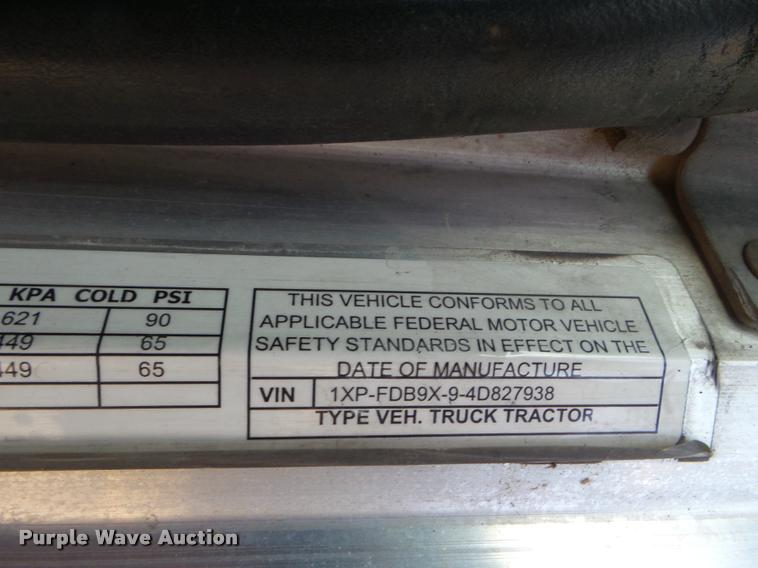 KPA COLD PSI
621 90
449 65
449 65
THIS VEHICLE CONFORMS TO ALL
APPLICABLE FEDERAL MOTOR VEHICLE
SAFETY STANDARDS IN EFFECT ON THE
DATE OF MANUFACTURE
VIN 1XP-FDB9X-9-4D827938
TYPE VEH. TRUCK TRACTOR
Purple Wave Auction